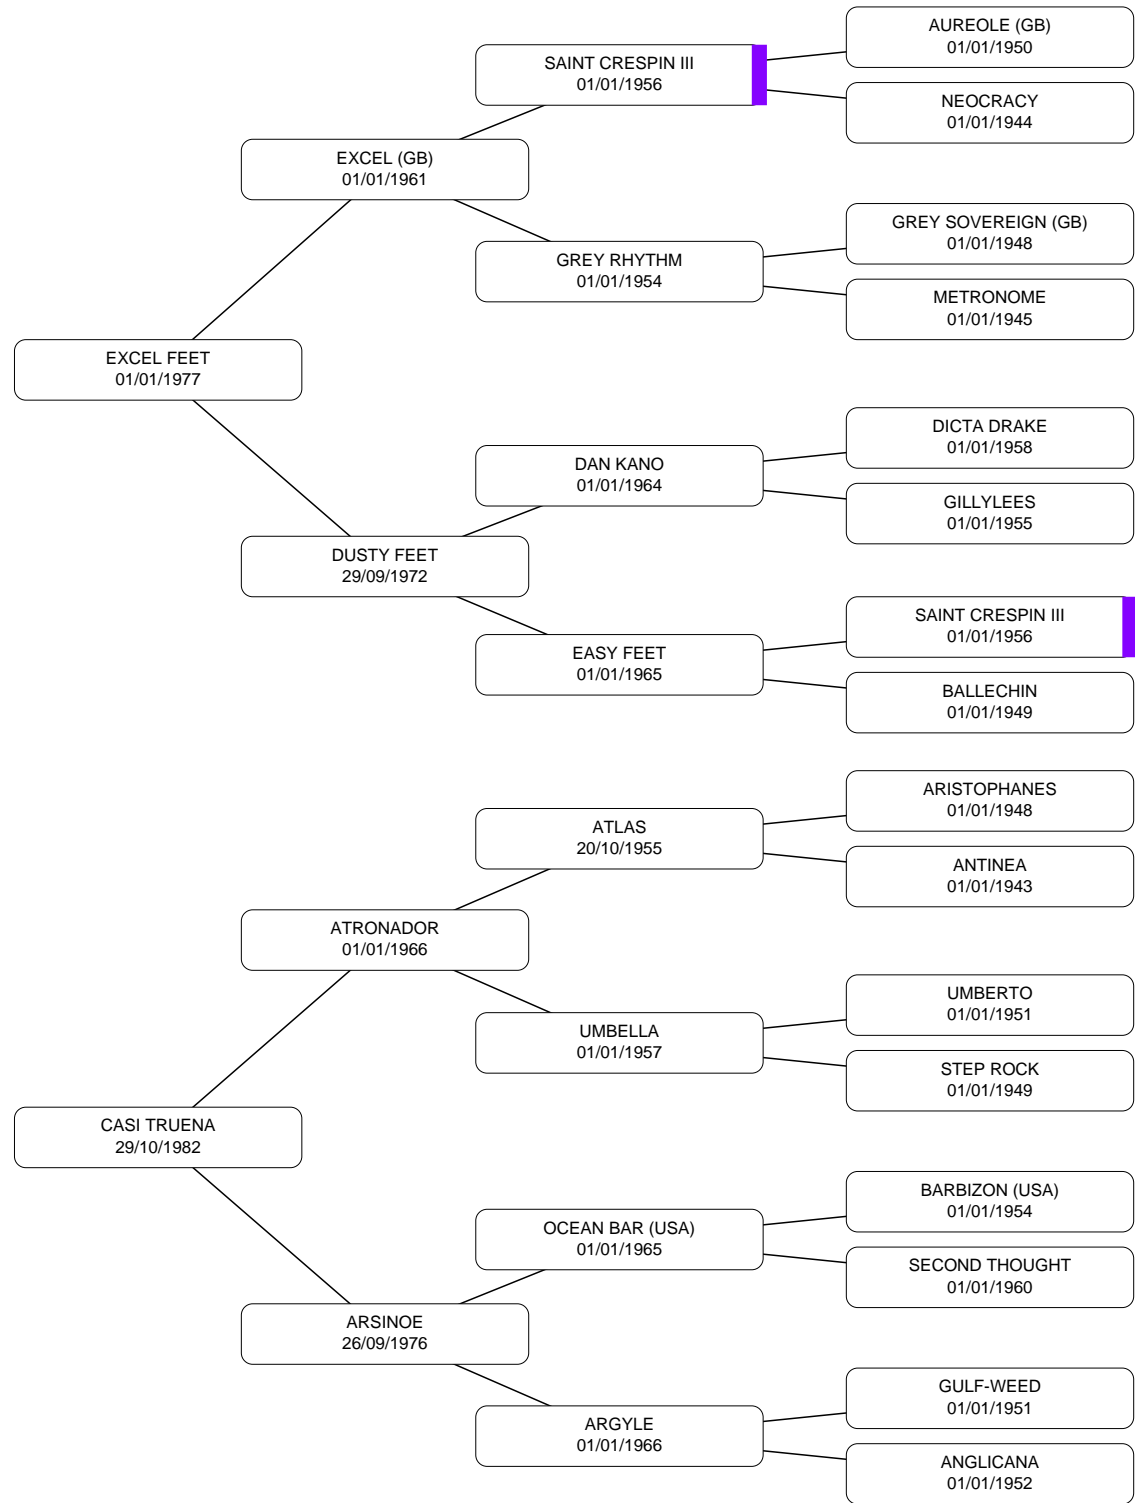 AUREOLE (GB)
01/01/1950
SAINT CRESPIN III
01/01/1956
NEOCRACY
01/01/1944
EXCEL (GB)
01/01/1961
GREY SOVEREIGN (GB)
01/01/1948
GREY RHYTHM
01/01/1954
METRONOME
01/01/1945
EXCEL FEET
01/01/1977
DICTA DRAKE
01/01/1958
DAN KANO
01/01/1964
GILLYLEES
01/01/1955
DUSTY FEET
29/09/1972
SAINT CRESPIN III
01/01/1956
EASY FEET
01/01/1965
BALLECHIN
01/01/1949
ARISTOPHANES
01/01/1948
ATLAS
20/10/1955
ANTINEA
01/01/1943
ATRONADOR
01/01/1966
UMBERTO
01/01/1951
UMBELLA
01/01/1957
STEP ROCK
01/01/1949
CASI TRUENA
29/10/1982
BARBIZON (USA)
01/01/1954
OCEAN BAR (USA)
01/01/1965
SECOND THOUGHT
01/01/1960
ARSINOE
26/09/1976
GULF-WEED
01/01/1951
ARGYLE
01/01/1966
ANGLICANA
01/01/1952